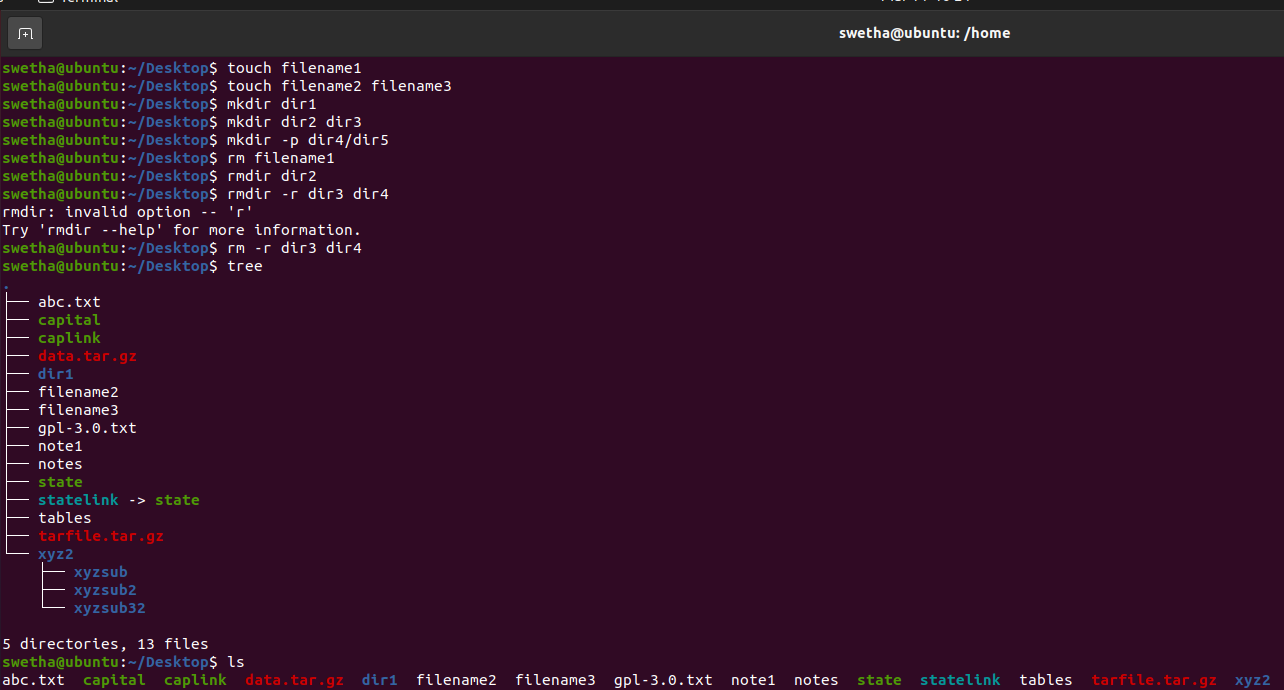 Terminal
swetha@ubuntu: /home
swetha@ubuntu:~/Desktop$ touch filename1
swetha@ubuntu:~/Desktop$ touch filename2 filename3
swetha@ubuntu:~/Desktop$ mkdir dir1
swetha@ubuntu:~/Desktop$ mkdir dir2 dir3
swetha@ubuntu:~/Desktop$ mkdir -p dir4/dir5
swetha@ubuntu:~/Desktop$ rm filename1
swetha@ubuntu:~/Desktop$ rmdir dir2
swetha@ubuntu:~/Desktop$ rmdir -r dir3 dir4
rmdir: invalid option -- 'r'
Try 'rmdir --help' for more information.
swetha@ubuntu:~/Desktop$ rm -r dir3 dir4
swetha@ubuntu:~/Desktop$ tree
.
├── abc.txt
├── capital
├── caplink
├── data.tar.gz
├── dir1
├── filename2
├── filename3
├── gpl-3.0.txt
├── note1
├── notes
├── state
├── statelink -> state
├── tables
├── tarfile.tar.gz
└── xyz2
    ├── xyzsub
    ├── xyzsub2
    └── xyzsub32
5 directories, 13 files
swetha@ubuntu:~/Desktop$ ls
abc.txt  capital  caplink  data.tar.gz  dir1  filename2  filename3  gpl-3.0.txt  note1  notes  state  statelink  tables  tarfile.tar.gz  xyz2